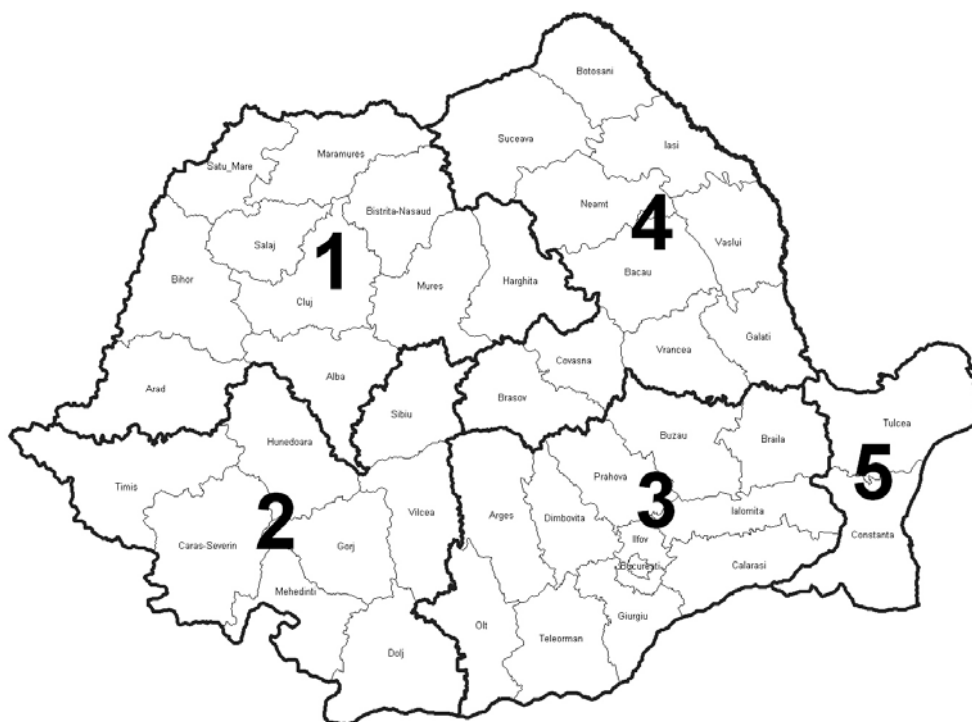 Botosani
Suceava
Iasi
Maramures
Satu_Mare
Neamt
Bistrita-Nasaud
4
Salaj
1
Vaslui
Bacau
Bihor
Mures
Harghita
Cluj
Vrancea
Galati
Covasna
Alba
Arad
Brasov
Sibiu
Tulcea
Buzau
Braila
Hunedoara
Timis
Prahova
5
3
Vilcea
Arges
Dimbovita
Ialomita
2
Constanta
Ilfov
Caras-Severin
Gorj
Bucuresti
Calarasi
Mehedinti
Giurgiu
Olt
Teleorman
Dolj